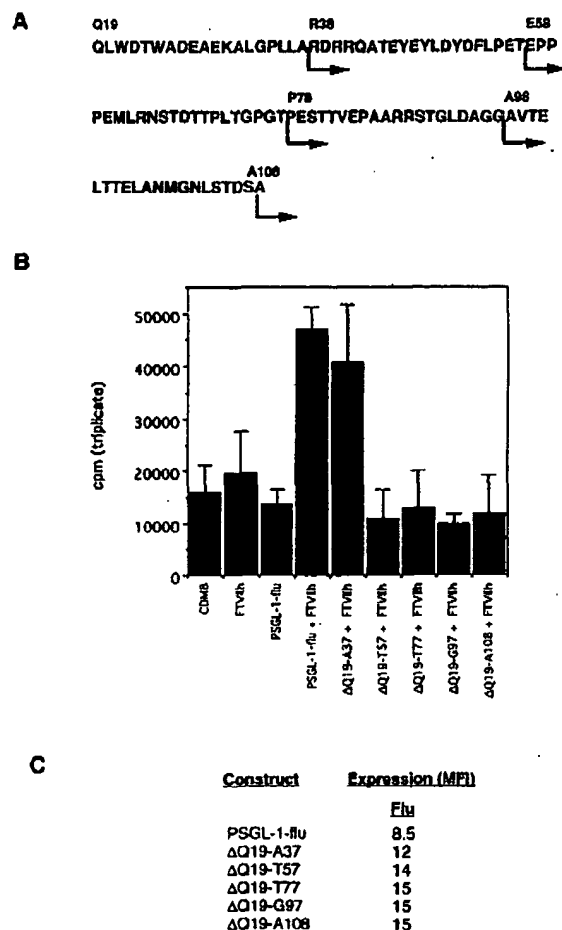 A
Q19 R38 E58
QLWDTWADEAEKALGPLLARDRRQATEYEYLDYDFLPETEPP
P78 A98
PEMLRNSTDTTPLTGPGTPESTTVEPAARRSTGLDAGGAVTE
A108
LTTELANMGNLSTDSA
B
cpm (triplicate)
50000
40000
30000
20000
10000
0
CDM8
FTVIIh
PSGL-1-flu
PSGL-1-flu + FTVIIh
ΔQ19-A37 + FTVIIh
ΔQ19-T57 + FTVIIh
ΔQ19-T77 + FTVIIh
ΔQ19-G97 + FTVIIh
ΔQ19-A108 + FTVIIh
C
Construct Expression (MFI)
Flu
PSGL-1-flu 8.5
ΔQ19-A37 12
ΔQ19-T57 14
ΔQ19-T77 15
ΔQ19-G97 15
ΔQ19-A108 15